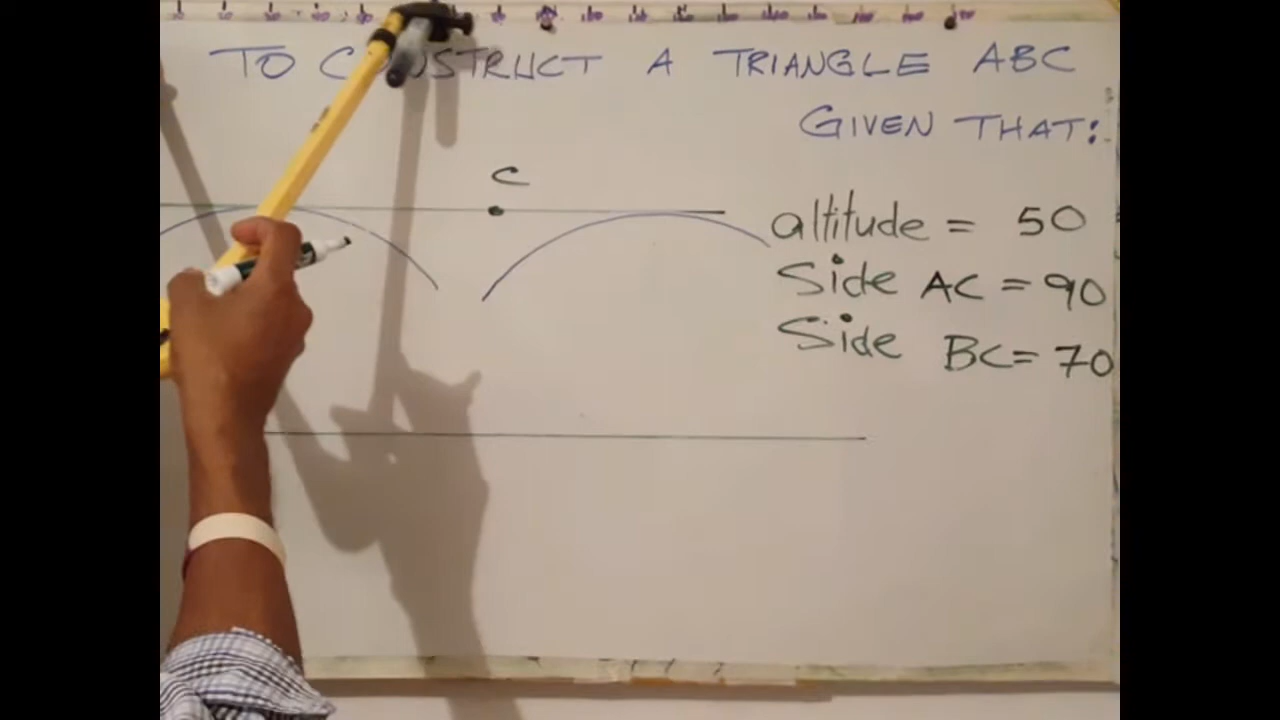 TO CONSTRUCT A TRIANGLE ABC
GIVEN THAT:
C
altitude = 50
Side AC = 90
Side BC = 70